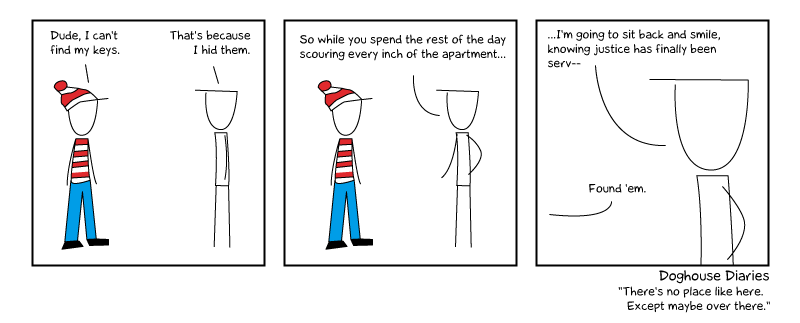 Dude, I can't
find my keys.
That's because
I hid them.
So while you spend the rest of the day
scouring every inch of the apartment...
...I'm going to sit back and smile,
knowing justice has finally been
serv--
Found 'em.
Doghouse Diaries
"There's no place like here.
Except maybe over there."